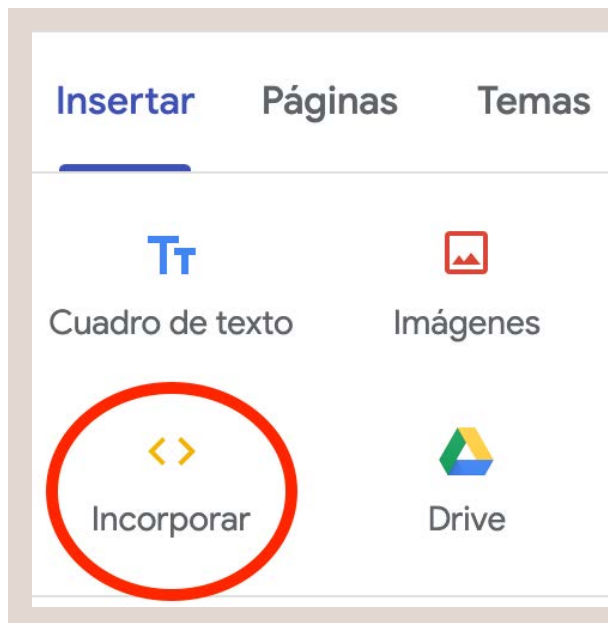 Insertar Páginas Temas
Cuadro de texto Imágenes
Incorporar Drive